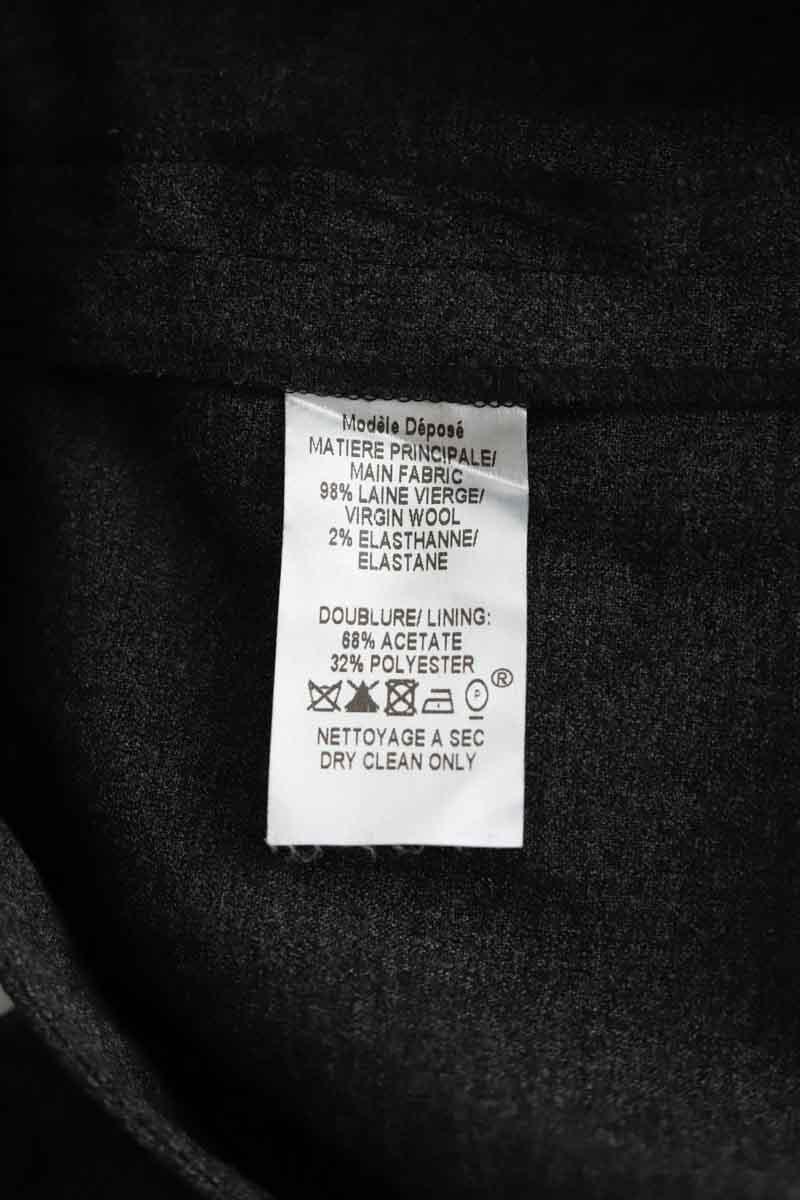 Modèle Déposé
MATIERE PRINCIPALE/
MAIN FABRIC
98% LAINE VIERGE/
VIRGIN WOOL
2% ELASTHANNE/
ELASTANE
DOUBLURE/ LINING:
68% ACETATE
32% POLYESTER
P ®
NETTOYAGE A SEC
DRY CLEAN ONLY